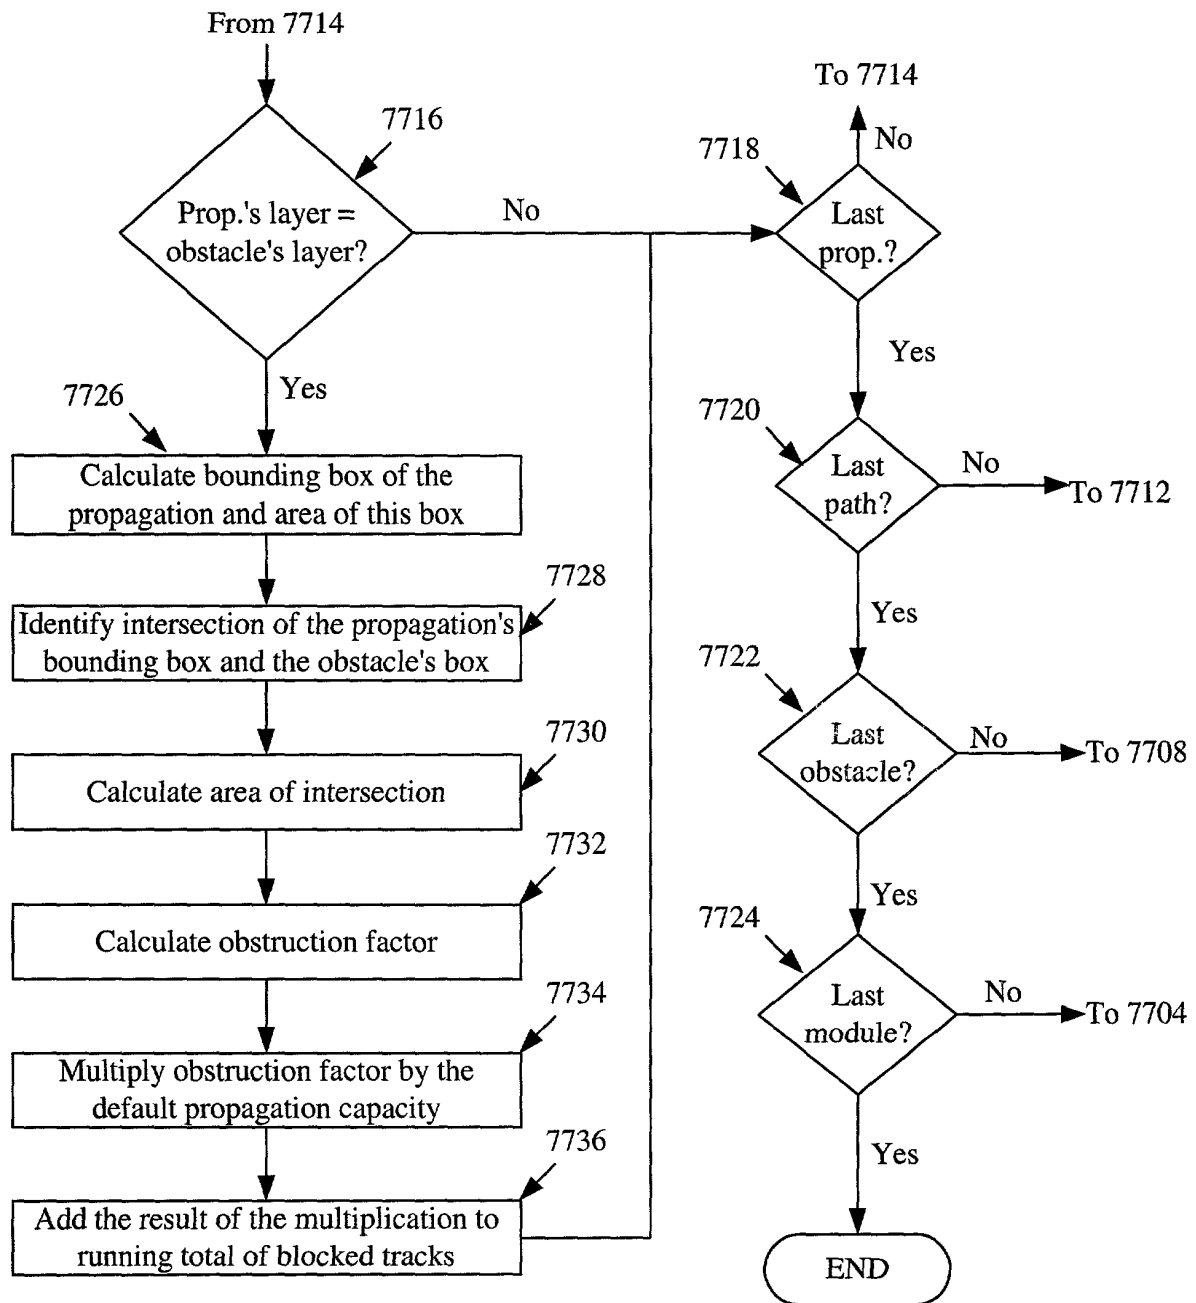 From 7714
7716
Prop.'s layer =
obstacle's layer?
No
Yes
7726
Calculate bounding box of the
propagation and area of this box
7728
Identify intersection of the propagation's
bounding box and the obstacle's box
7730
Calculate area of intersection
7732
Calculate obstruction factor
7734
Multiply obstruction factor by the
default propagation capacity
7736
Add the result of the multiplication to
running total of blocked tracks
To 7714
No
7718
Last
prop.?
Yes
7720
Last
path?
No
To 7712
Yes
7722
Last
obstacle?
No
To 7708
Yes
7724
Last
module?
No
To 7704
Yes
END